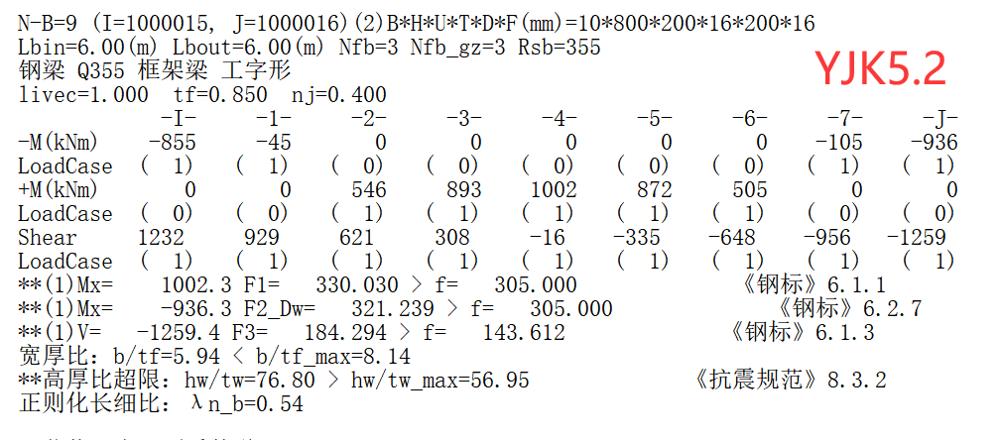 N-B=9 (I=1000015, J=1000016)(2)B*H*U*T*D*F(mm)=10*800*200*16*200*16
Lbin=6.00(m) Lbout=6.00(m) Nfb=3 Nfb_gz=3 Rsb=355
YJK5.2
钢梁 Q355 框架梁 工字形
livec=1.000 tf=0.850 nj=0.400
-I- -1- -2- -3- -4- -5- -6- -7- -J-
-M(kNm) -855 -45 0 0 0 0 0 -105 -936
LoadCase ( 1) ( 1) ( 0) ( 0) ( 0) ( 0) ( 0) ( 1) ( 1)
+M(kNm) 0 0 546 893 1002 872 505 0 0
LoadCase ( 0) ( 0) ( 1) ( 1) ( 1) ( 1) ( 1) ( 0) ( 0)
Shear 1232 929 621 308 -16 -335 -648 -956 -1259
LoadCase ( 1) ( 1) ( 1) ( 1) ( 1) ( 1) ( 1) ( 1) ( 1)
**(1)Mx= 1002.3 F1= 330.030 > f= 305.000 《钢标》6.1.1
**(1)Mx= -936.3 F2_Dw= 321.239 > f= 305.000 《钢标》6.2.7
**(1)V= -1259.4 F3= 184.294 > f= 143.612 《钢标》6.1.3
宽厚比: b/tf=5.94 < b/tf_max=8.14
**高厚比超限: hw/tw=76.80 > hw/tw_max=56.95 《抗震规范》8.3.2
正则化长细比: λn_b=0.54